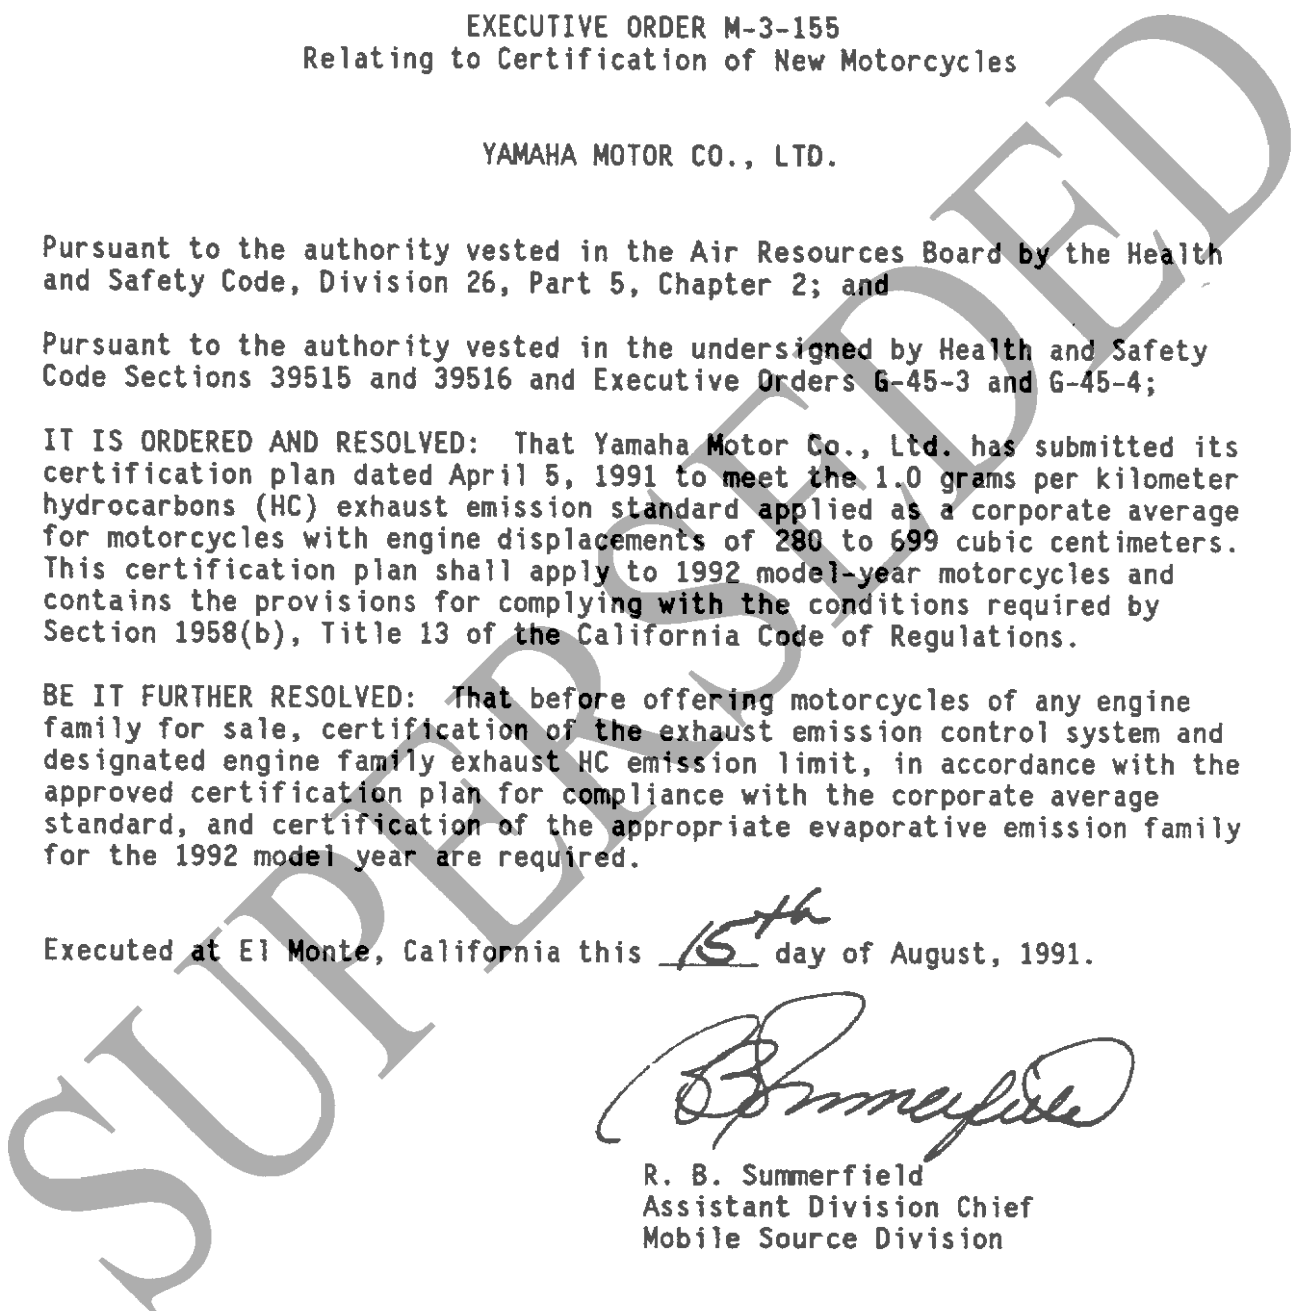 EXECUTIVE ORDER M-3-155
Relating to Certification of New Motorcycles
YAMAHA MOTOR CO., LTD.
Pursuant to the authority vested in the Air Resources Board by the Health
and Safety Code, Division 26, Part 5, Chapter 2; and
Pursuant to the authority vested in the undersigned by Health and Safety
Code Sections 39515 and 39516 and Executive Orders G-45-3 and G-45-4;
IT IS ORDERED AND RESOLVED: That Yamaha Motor Co., Ltd. has submitted its
certification plan dated April 5, 1991 to meet the 1.0 grams per kilometer
hydrocarbons (HC) exhaust emission standard applied as a corporate average
for motorcycles with engine displacements of 280 to 699 cubic centimeters.
This certification plan shall apply to 1992 model-year motorcycles and
contains the provisions for complying with the conditions required by
Section 1958(b), Title 13 of the California Code of Regulations.
BE IT FURTHER RESOLVED: That before offering motorcycles of any engine
family for sale, certification of the exhaust emission control system and
designated engine family exhaust HC emission limit, in accordance with the
approved certification plan for compliance with the corporate average
standard, and certification of the appropriate evaporative emission family
for the 1992 model year are required.
Executed at El Monte, California this 15th day of August, 1991.
RBSummerfield
R. B. Summerfield
Assistant Division Chief
Mobile Source Division
SUPERSEDED